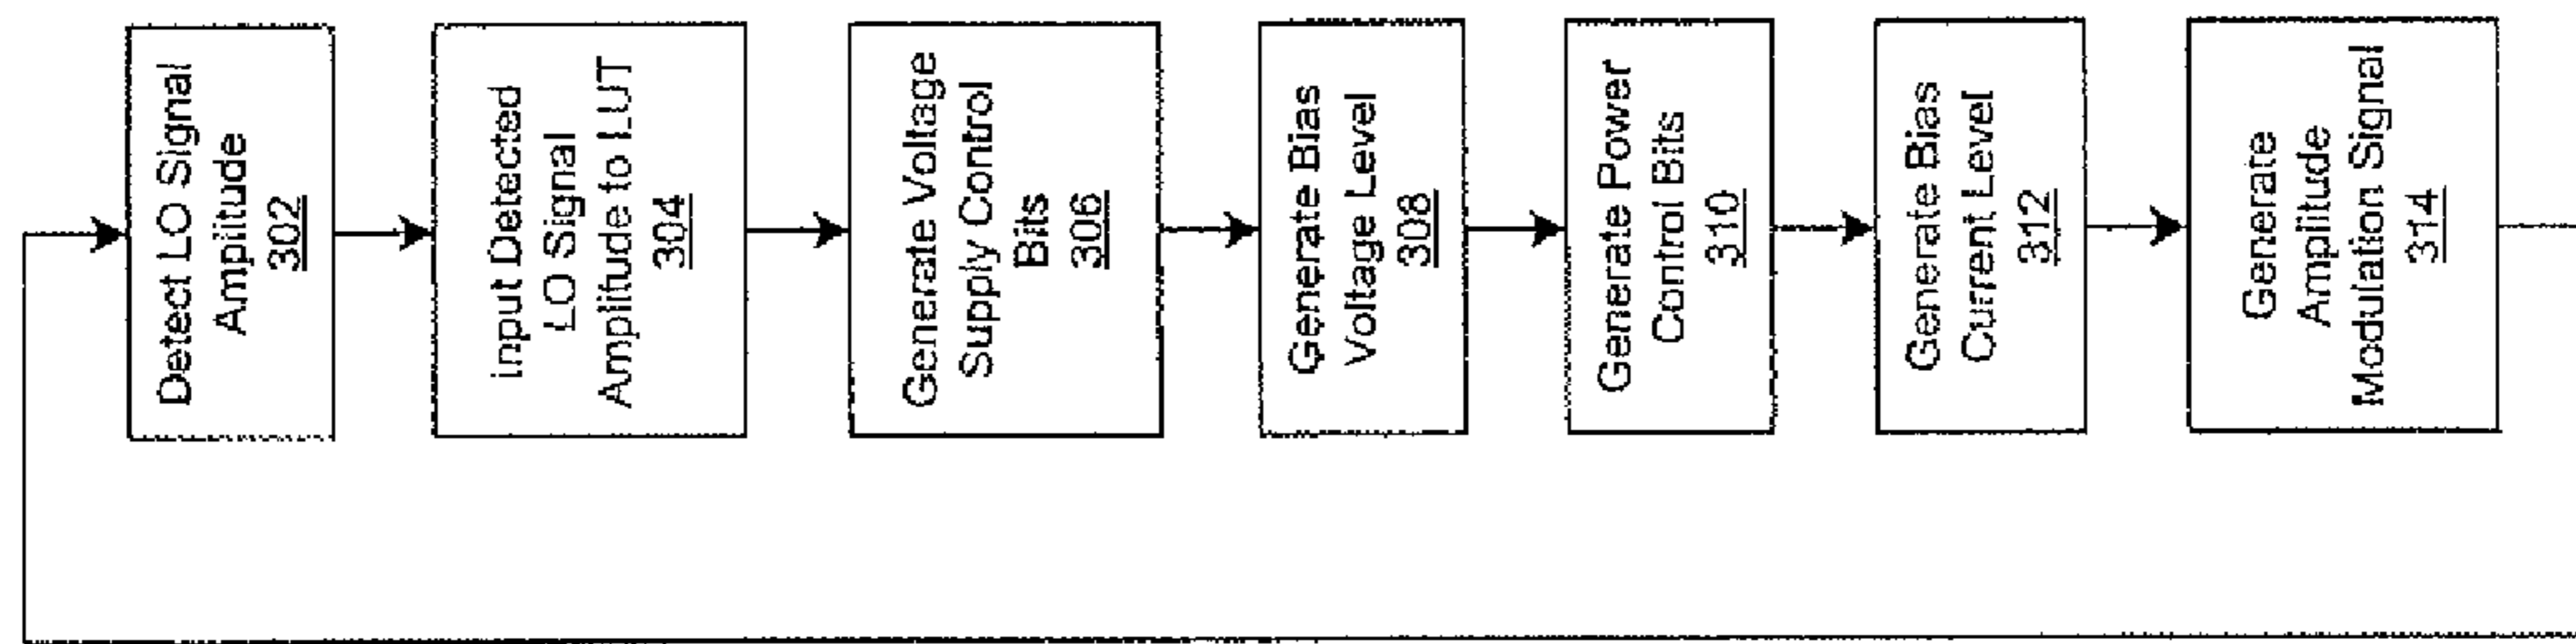 Detect LO Signal
Amplitude
302
Input Detected
LO Signal
Amplitude to LUT
304
Generate Voltage
Supply Control
Bits
306
Generate Bias
Voltage Level
308
Generate Power
Control Bits
310
Generate Bias
Current Level
312
Generate
Amplitude
Modulation Signal
314